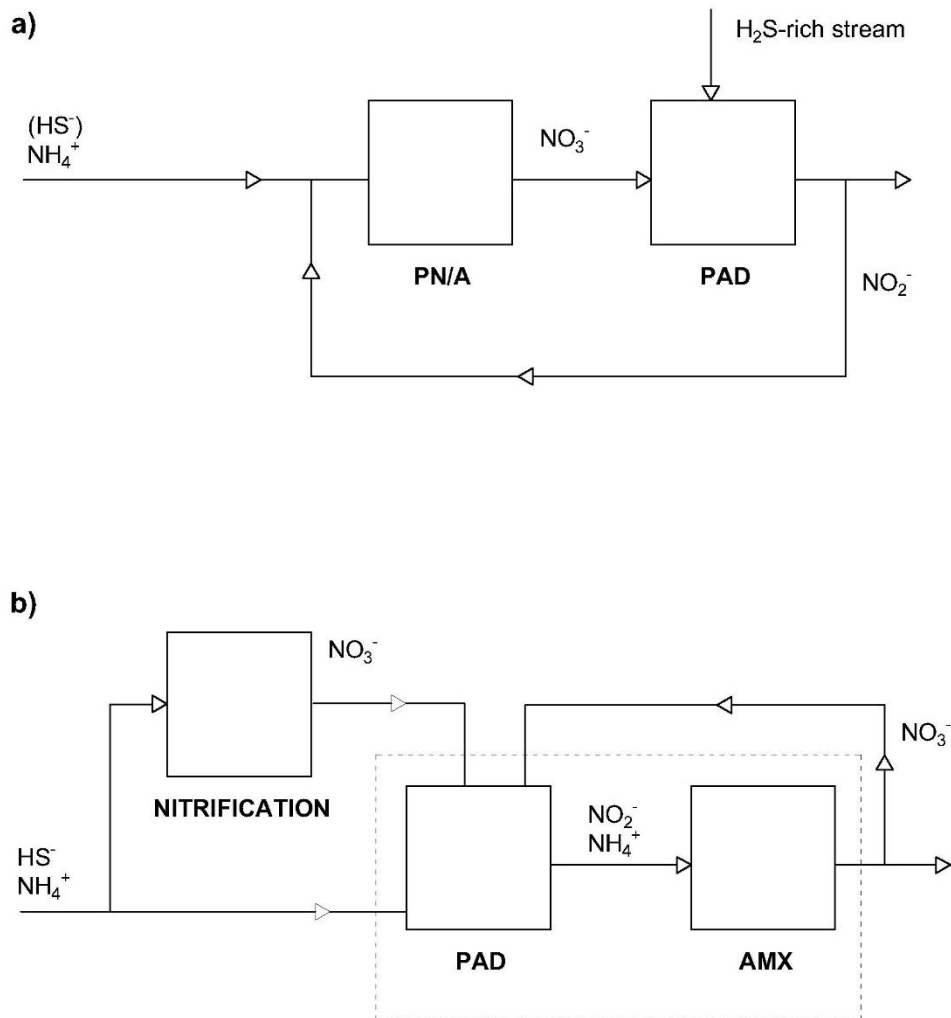 a)
H₂S-rich stream
(HS⁻)
NH₄⁺
NO₃⁻
PN/A
PAD
NO₂⁻
b)
NO₃⁻
NO₃⁻
NITRIFICATION
NO₂⁻
NH₄⁺
HS⁻
NH₄⁺
PAD
AMX